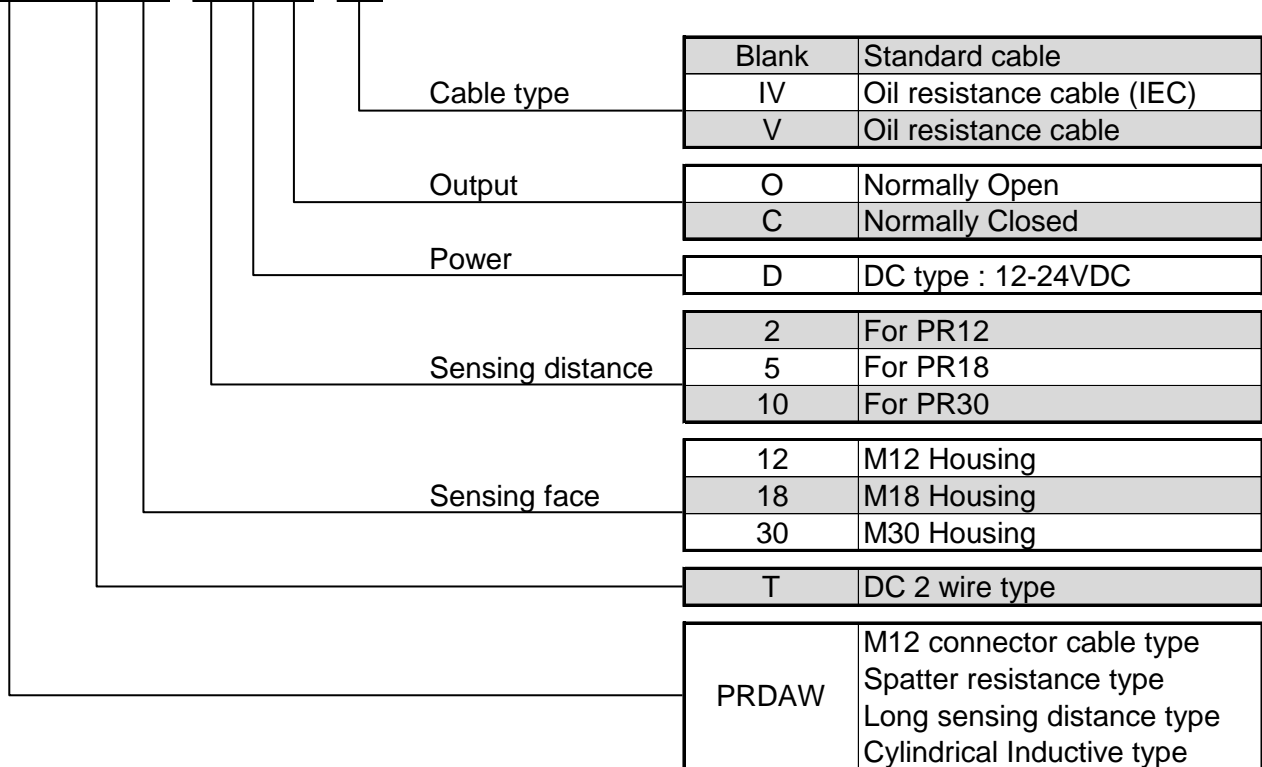 Blank Standard cable
Cable type IV Oil resistance cable (IEC)
V Oil resistance cable
Output O Normally Open
C Normally Closed
Power
D DC type : 12-24VDC
2 For PR12
Sensing distance 5 For PR18
10 For PR30
12 M12 Housing
Sensing face 18 M18 Housing
30 M30 Housing
T DC 2 wire type
M12 connector cable type
PRDAW Spatter resistance type
Long sensing distance type
Cylindrical Inductive type